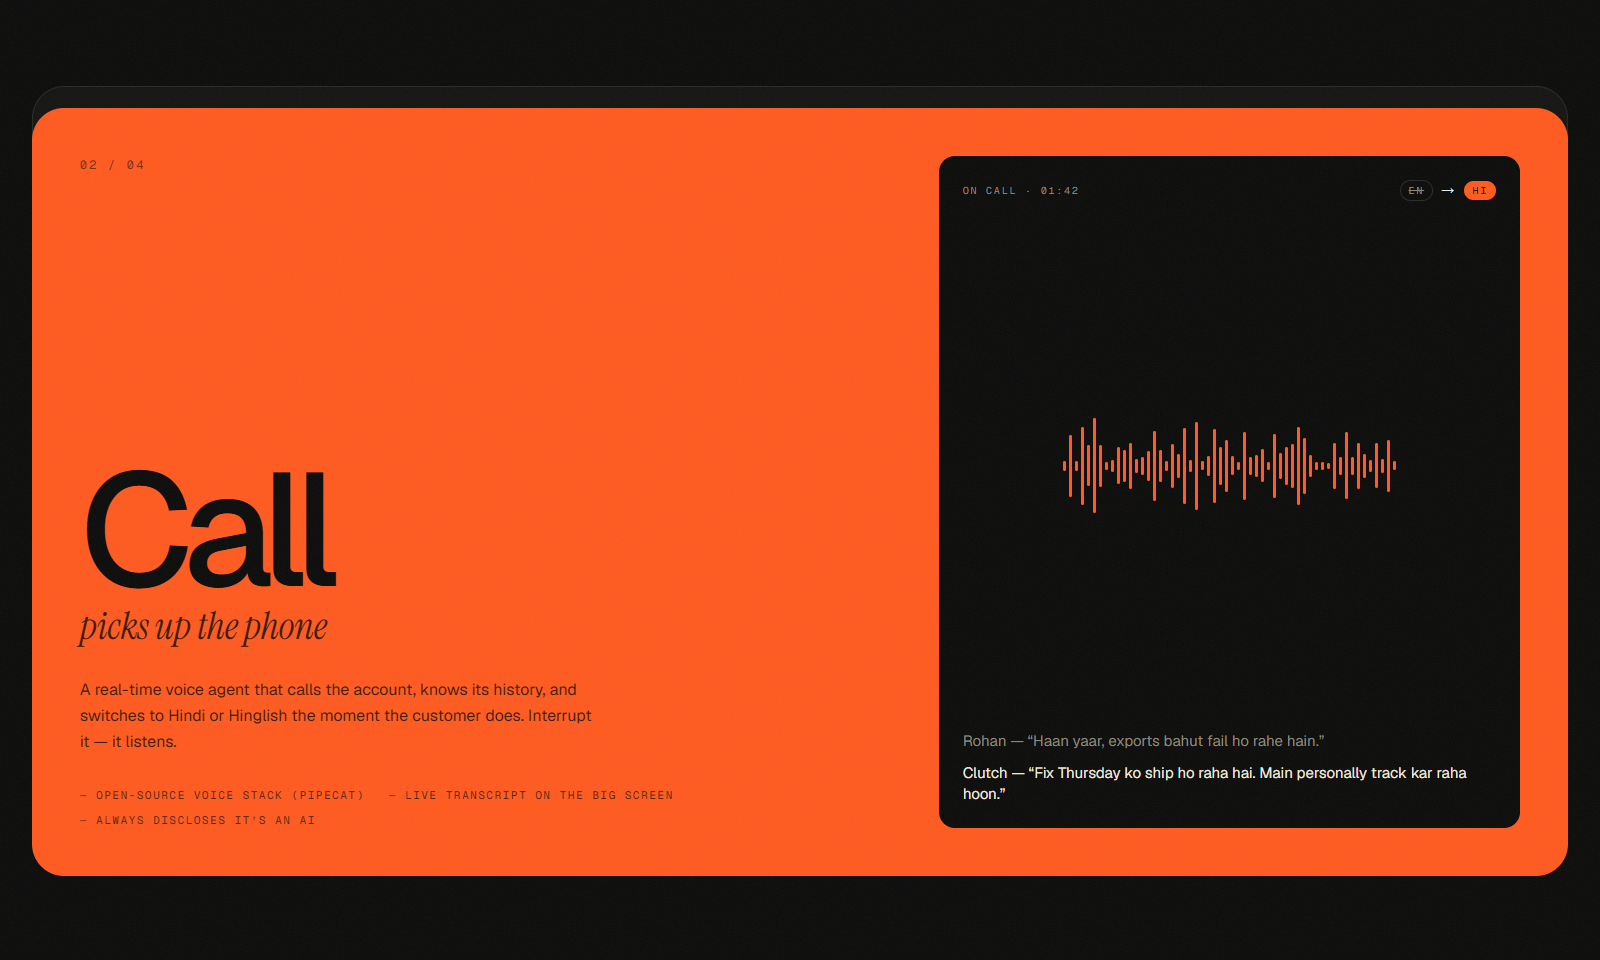 02 / 04
Call
picks up the phone
A real-time voice agent that calls the account, knows its history, and
switches to Hindi or Hinglish the moment the customer does. Interrupt
it — it listens.
— OPEN-SOURCE VOICE STACK (PIPECAT) — LIVE TRANSCRIPT ON THE BIG SCREEN
— ALWAYS DISCLOSES IT'S AN AI
ON CALL · 01:42
EN → HI
Rohan — “Haan yaar, exports bahut fail ho rahe hain.”
Clutch — “Fix Thursday ko ship ho raha hai. Main personally track kar raha
hoon.”